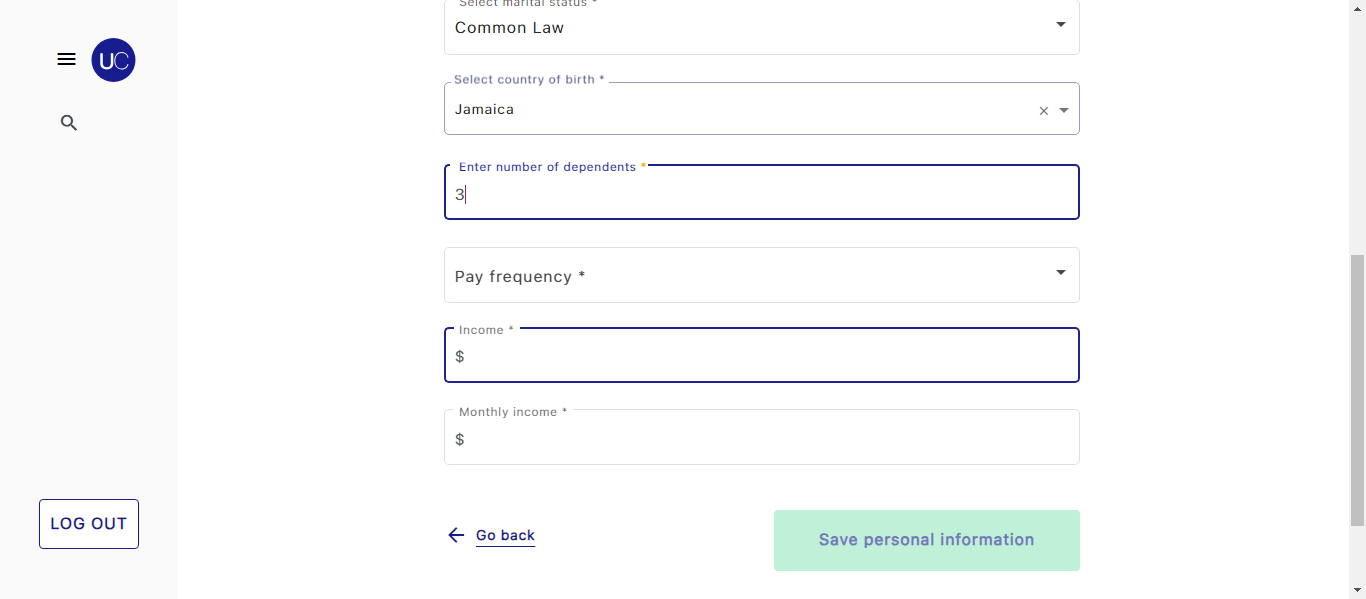 UC
LOG OUT
Select marital status *
Common Law
Select country of birth *
Jamaica
Enter number of dependents *
3
Pay frequency *
Income *
$
Monthly income *
$
Go back
Save personal information